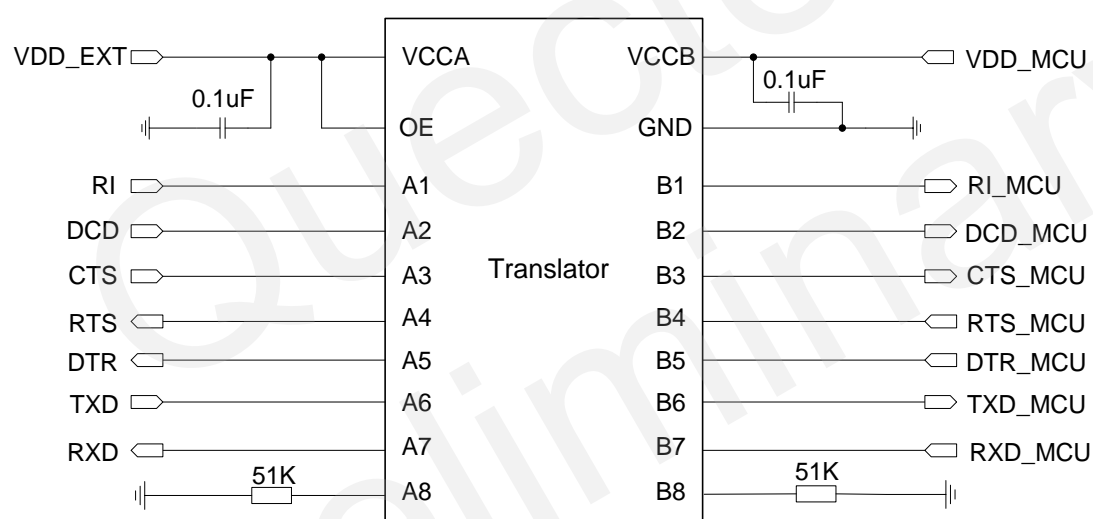 VDD_EXT VCCA VCCB VDD_MCU
0.1uF 0.1uF
OE GND
RI A1 B1 RI_MCU
DCD A2 B2 DCD_MCU
CTS A3 Translator B3 CTS_MCU
RTS A4 B4 RTS_MCU
DTR A5 B5 DTR_MCU
TXD A6 B6 TXD_MCU
RXD A7 B7 RXD_MCU
51K A8 B8 51K